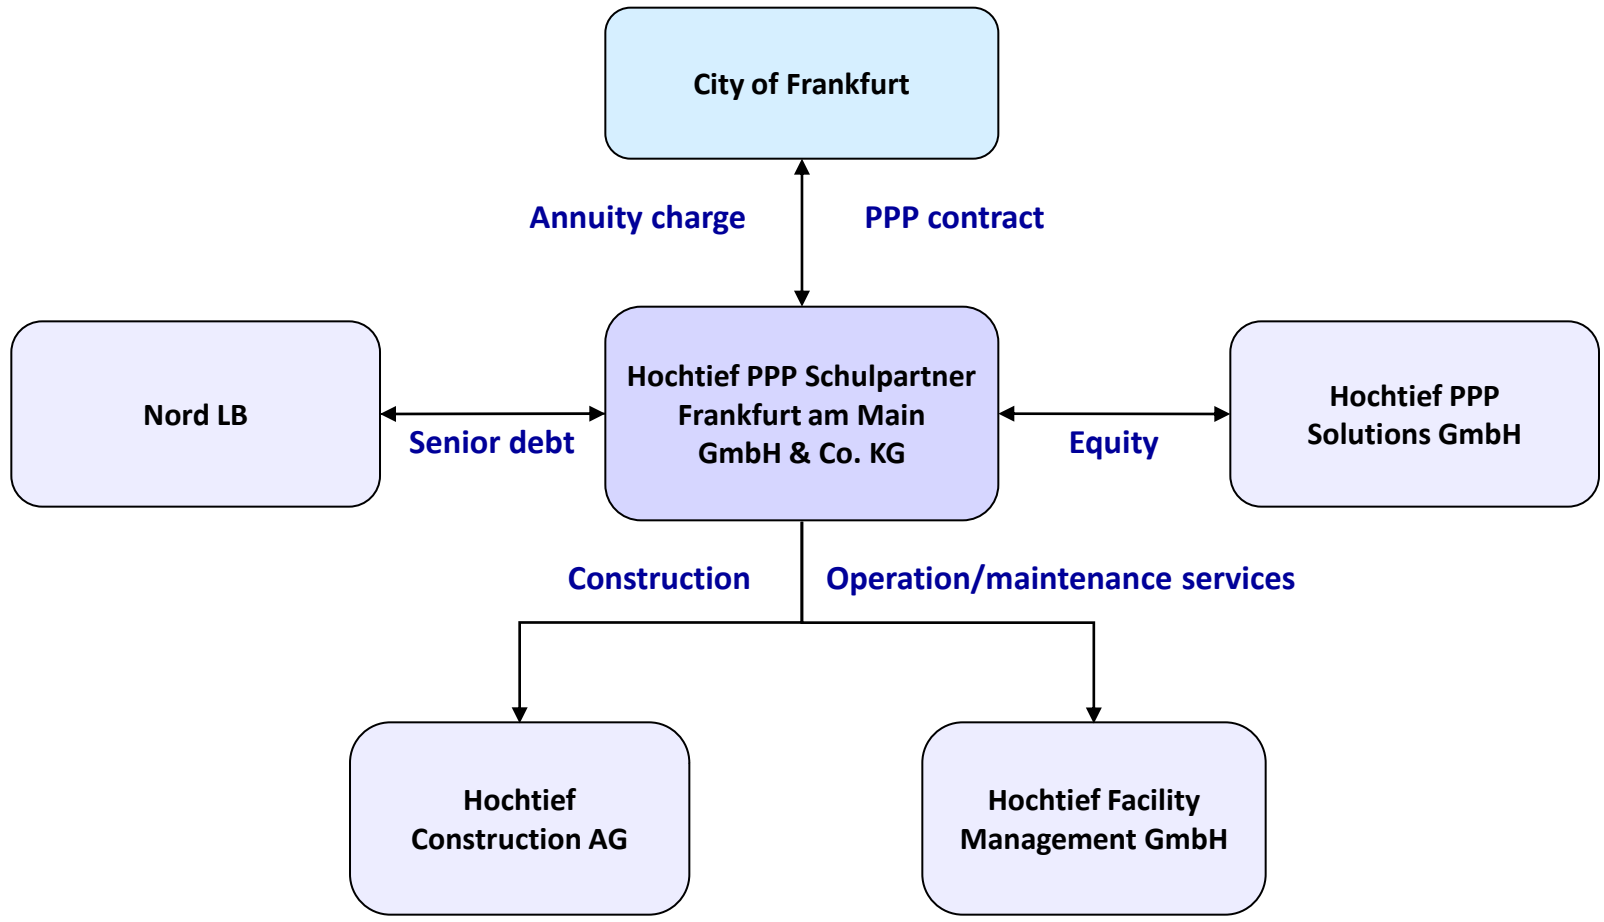 City of Frankfurt
Annuity charge
PPP contract
Nord LB
Senior debt
Hochtief PPP Schulpartner
Frankfurt am Main
GmbH & Co. KG
Equity
Hochtief PPP
Solutions GmbH
Construction
Operation/maintenance services
Hochtief
Construction AG
Hochtief Facility
Management GmbH